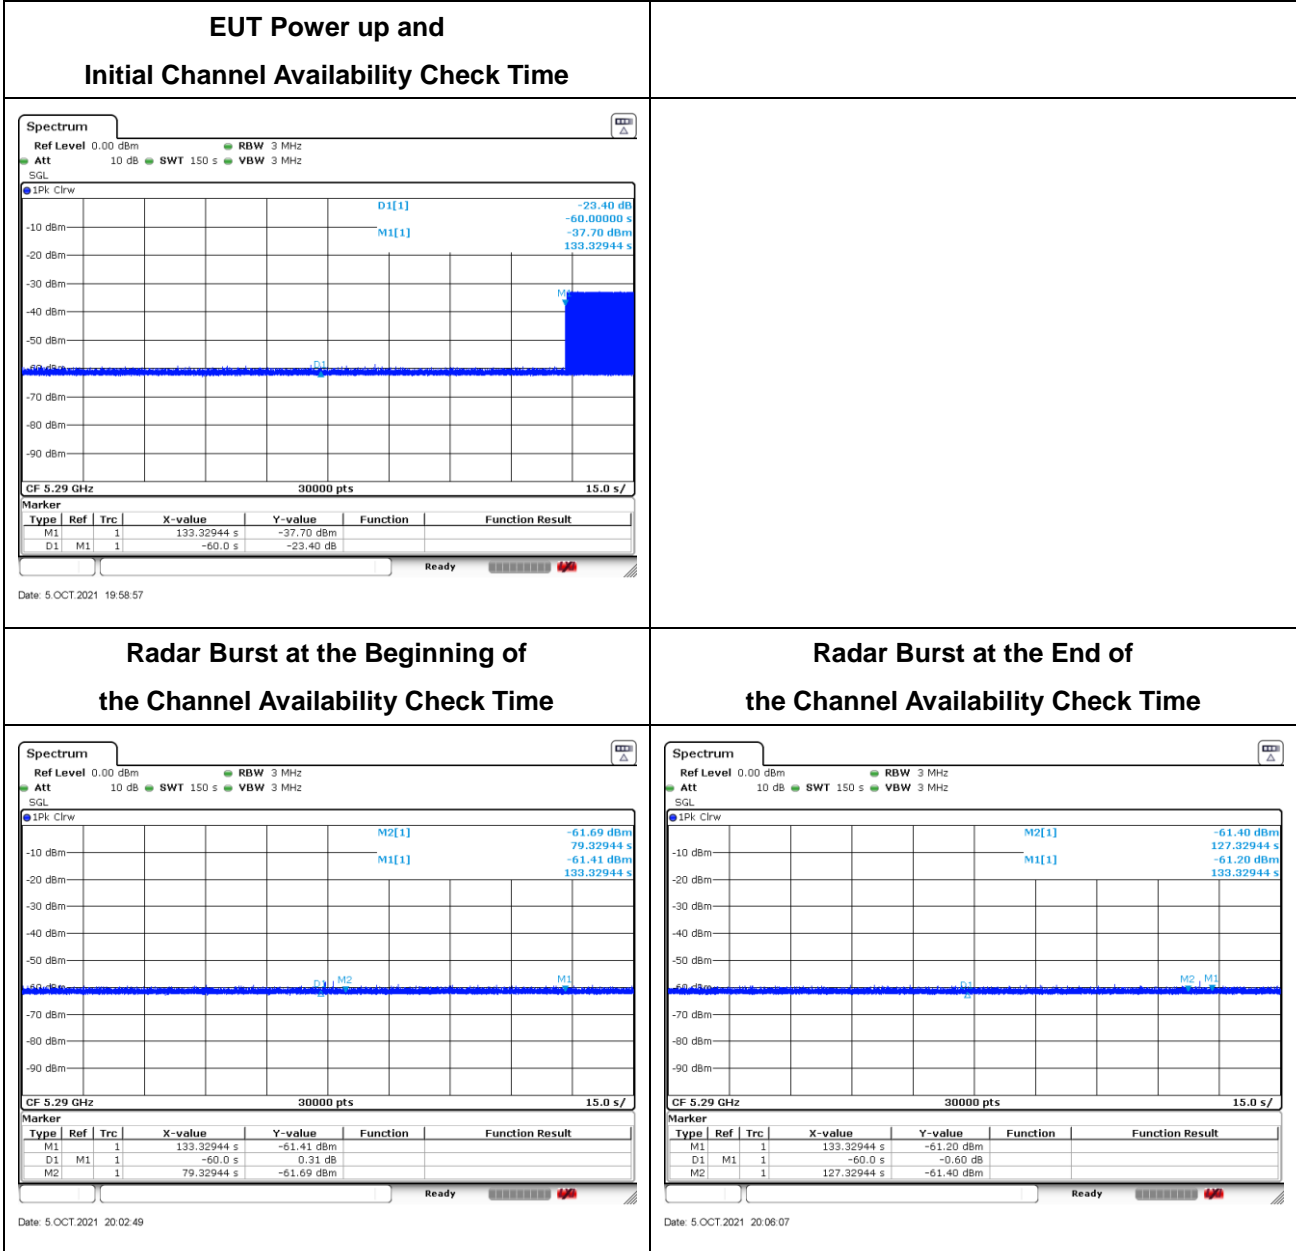 EUT Power up and
Initial Channel Availability Check Time
Spectrum
Ref Level 0.00 dBm RBW 3 MHz
Att 10 dB SWT 150 s VBW 3 MHz
SGL
1Pk Clrw
D1[1] -23.40 dB
-60.00000 s
M1[1] -37.70 dBm
133.32944 s
-10 dBm
-20 dBm
-30 dBm
M1
-40 dBm
-50 dBm
D1
-60 dBm
-70 dBm
-80 dBm
-90 dBm
CF 5.29 GHz 30000 pts 15.0 s/
Marker
Type Ref Trc X-value Y-value Function Function Result
M1 1 133.32944 s -37.70 dBm
D1 M1 1 -60.0 s -23.40 dB
Ready
Date: 5.OCT.2021 19:58:57
Radar Burst at the Beginning of
the Channel Availability Check Time
Spectrum
Ref Level 0.00 dBm RBW 3 MHz
Att 10 dB SWT 150 s VBW 3 MHz
SGL
1Pk Clrw
M2[1] -61.69 dBm
79.32944 s
M1[1] -61.41 dBm
133.32944 s
-10 dBm
-20 dBm
-30 dBm
-40 dBm
-50 dBm
D1 M2 M1
-60 dBm
-70 dBm
-80 dBm
-90 dBm
CF 5.29 GHz 30000 pts 15.0 s/
Marker
Type Ref Trc X-value Y-value Function Function Result
M1 1 133.32944 s -61.41 dBm
D1 M1 1 -60.0 s 0.31 dB
M2 1 79.32944 s -61.69 dBm
Ready
Date: 5.OCT.2021 20:02:49
Radar Burst at the End of
the Channel Availability Check Time
Spectrum
Ref Level 0.00 dBm RBW 3 MHz
Att 10 dB SWT 150 s VBW 3 MHz
SGL
1Pk Clrw
M2[1] -61.40 dBm
127.32944 s
M1[1] -61.20 dBm
133.32944 s
-10 dBm
-20 dBm
-30 dBm
-40 dBm
-50 dBm
D1 M2 M1
-60 dBm
-70 dBm
-80 dBm
-90 dBm
CF 5.29 GHz 30000 pts 15.0 s/
Marker
Type Ref Trc X-value Y-value Function Function Result
M1 1 133.32944 s -61.20 dBm
D1 M1 1 -60.0 s -0.60 dB
M2 1 127.32944 s -61.40 dBm
Ready
Date: 5.OCT.2021 20:06:07